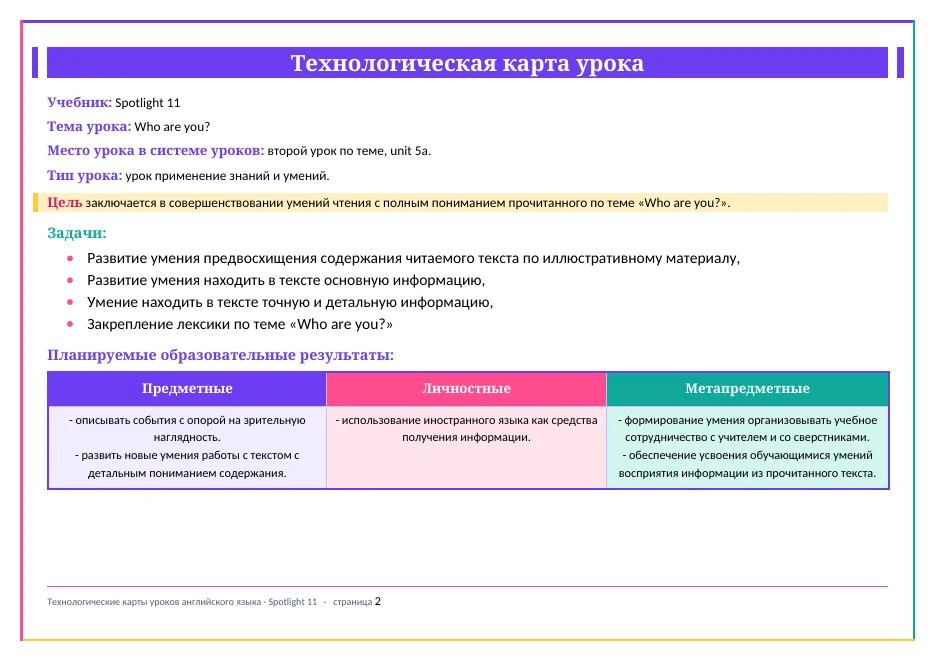 Технологическая карта урока
Учебник: Spotlight 11
Тема урока: Who are you?
Место урока в системе уроков: второй урок по теме, unit 5a.
Тип урока: урок применение знаний и умений.
Цель заключается в совершенствовании умений чтения с полным пониманием прочитанного по теме «Who are you?».
Задачи:
• Развитие умения предвосхищения содержания читаемого текста по иллюстративному материалу,
• Развитие умения находить в тексте основную информацию,
• Умение находить в тексте точную и детальную информацию,
• Закрепление лексики по теме «Who are you?»
Планируемые образовательные результаты:
Предметные
- описывать события с опорой на зрительную
наглядность.
- развить новые умения работы с текстом с
детальным пониманием содержания.
Личностные
- использование иностранного языка как средства
получения информации.
Метапредметные
- формирование умения организовывать учебное
сотрудничество с учителем и со сверстниками.
- обеспечение усвоения обучающимися умений
восприятия информации из прочитанного текста.
Технологические карты уроков английского языка · Spotlight 11 · страница 2